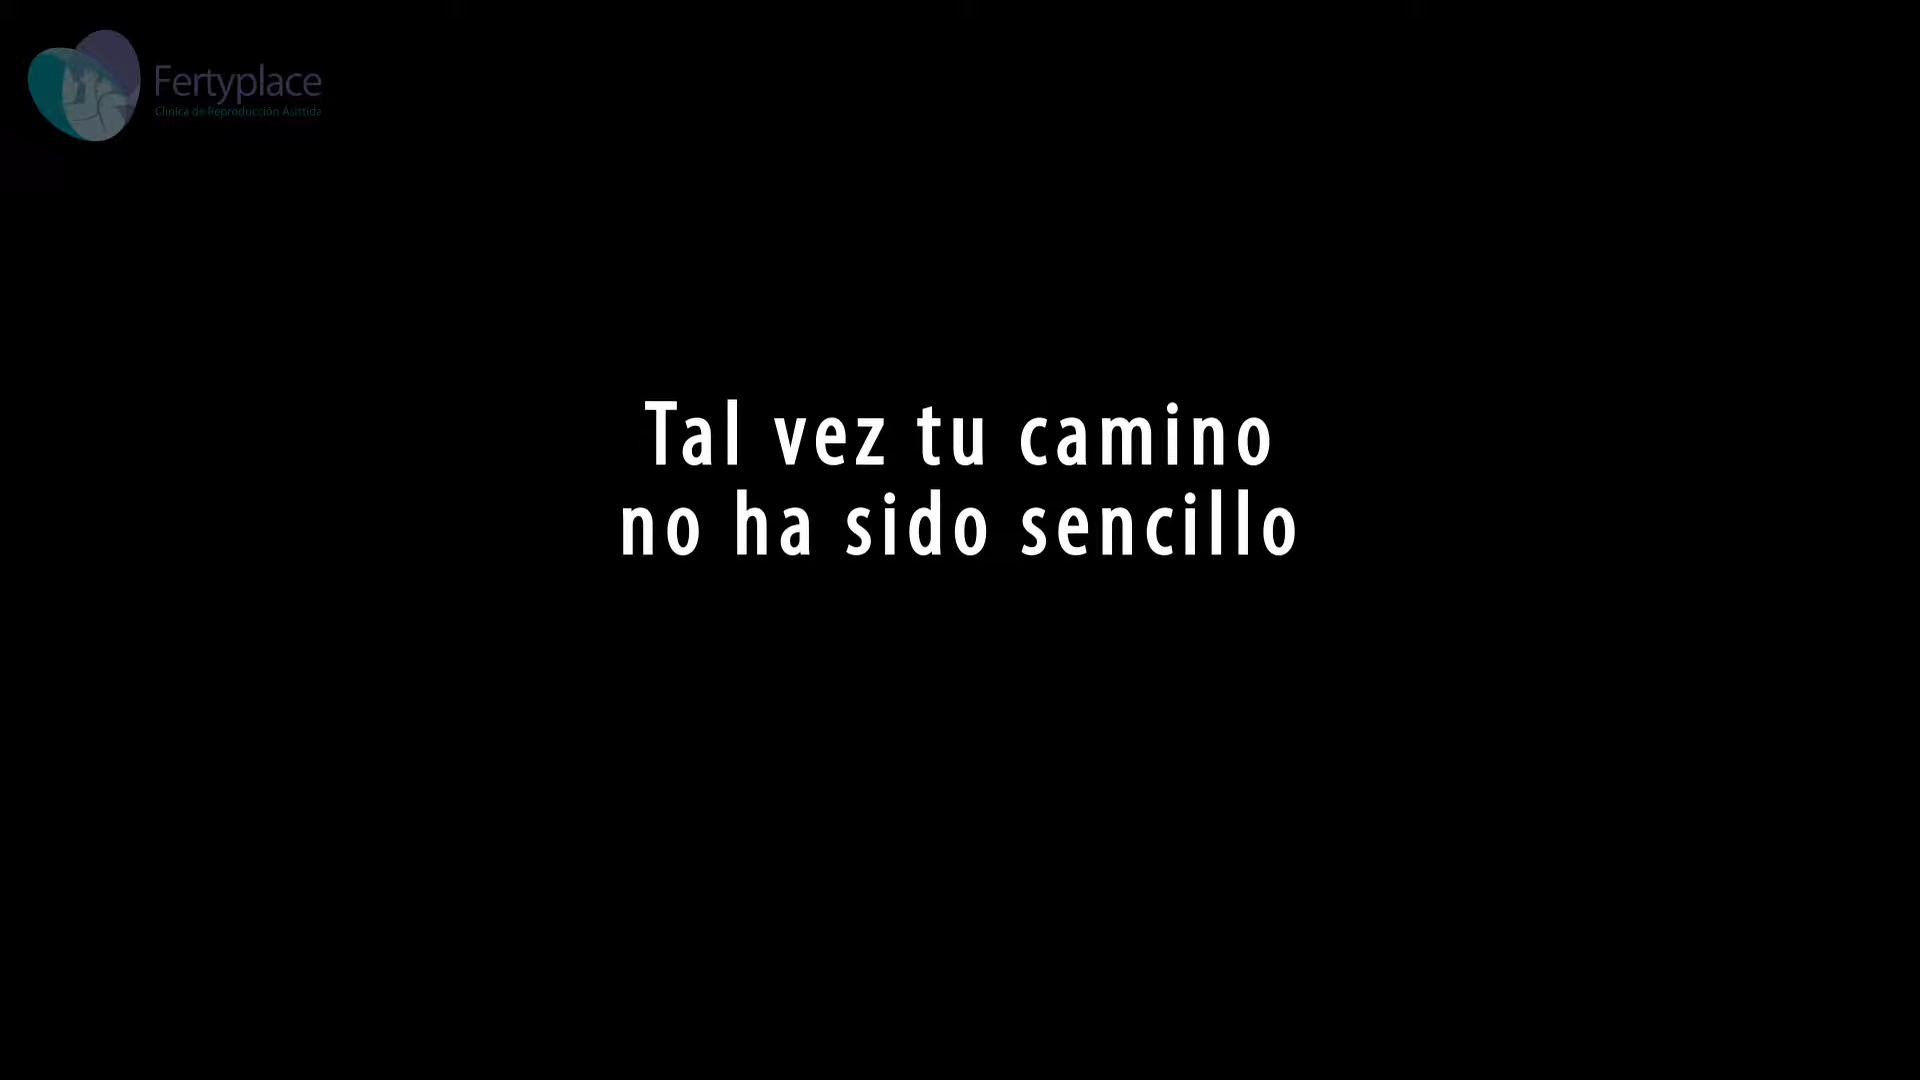 Fertyplace
Clínica de Reproducción Asistida
Tal vez tu camino
no ha sido sencillo